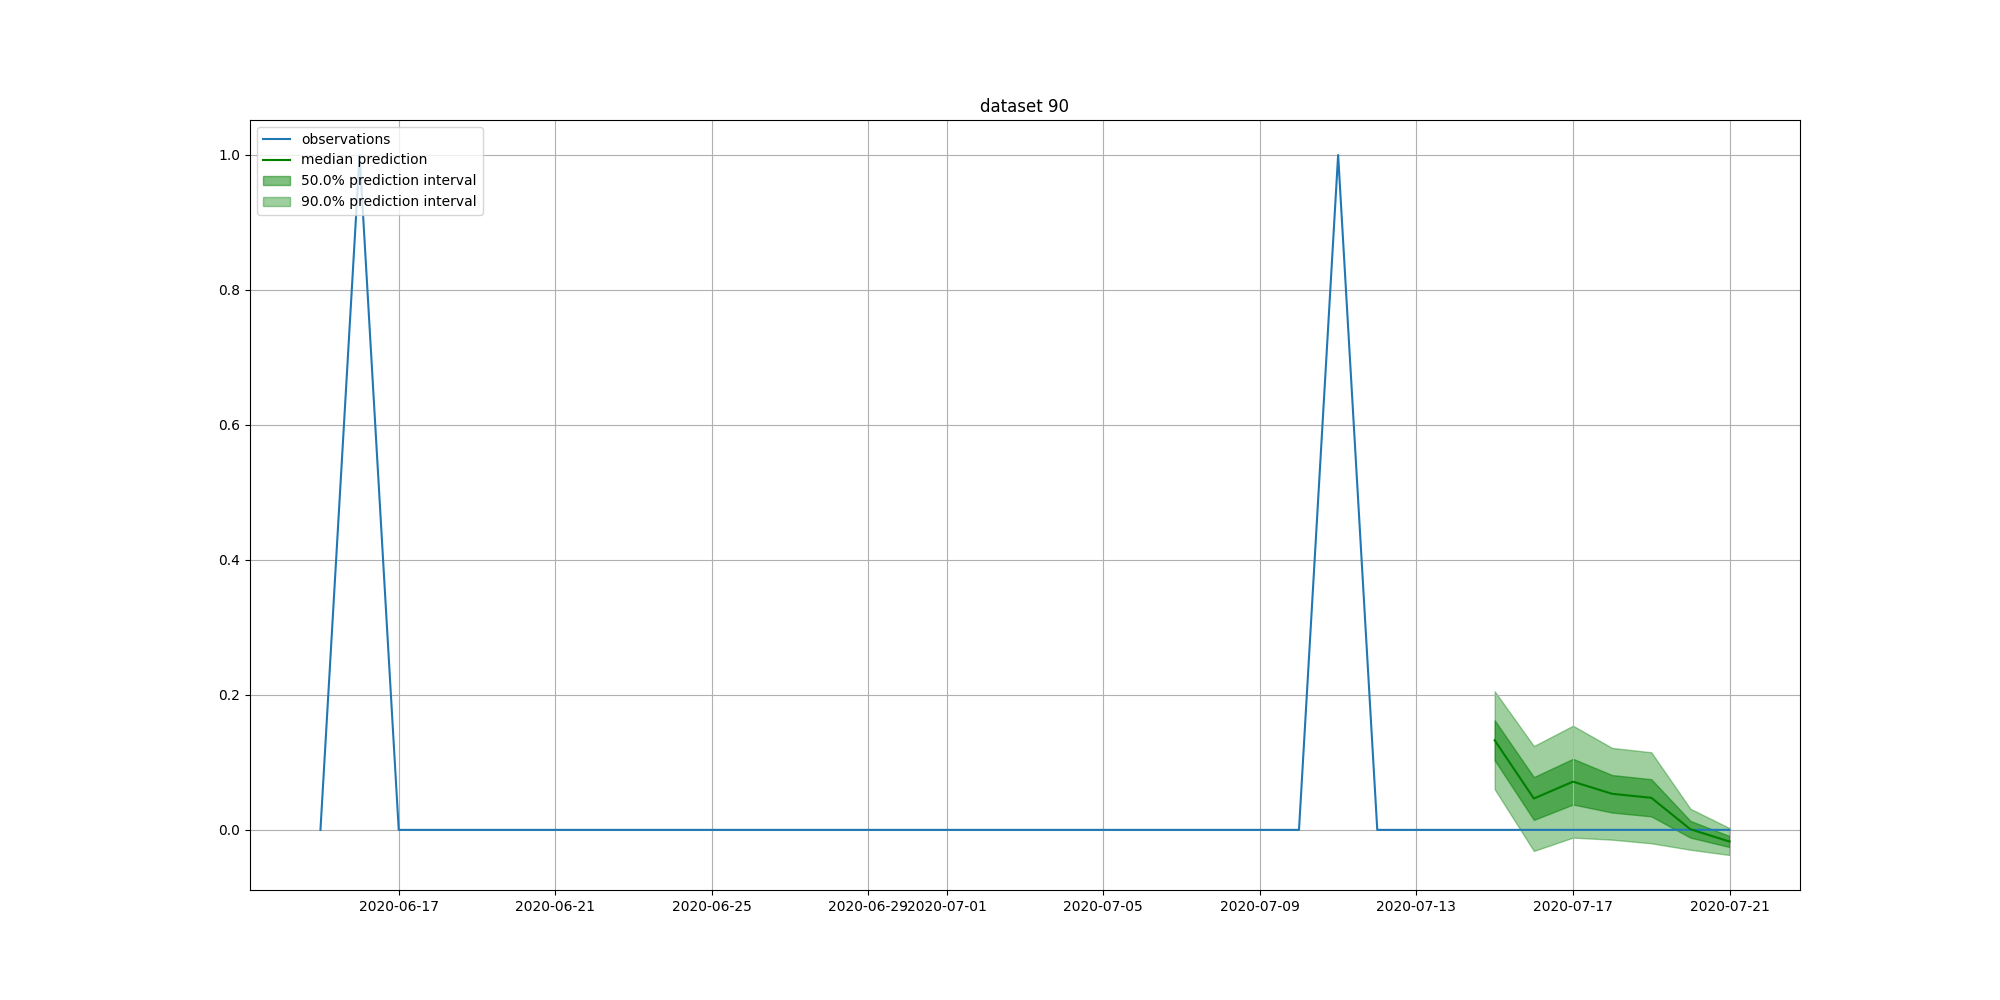 dataset 90
observations
median prediction
50.0% prediction interval
90.0% prediction interval
1.0
0.8
0.6
0.4
0.2
0.0
2020-06-17 2020-06-21 2020-06-25 2020-06-29 2020-07-01 2020-07-05 2020-07-09 2020-07-13 2020-07-17 2020-07-21